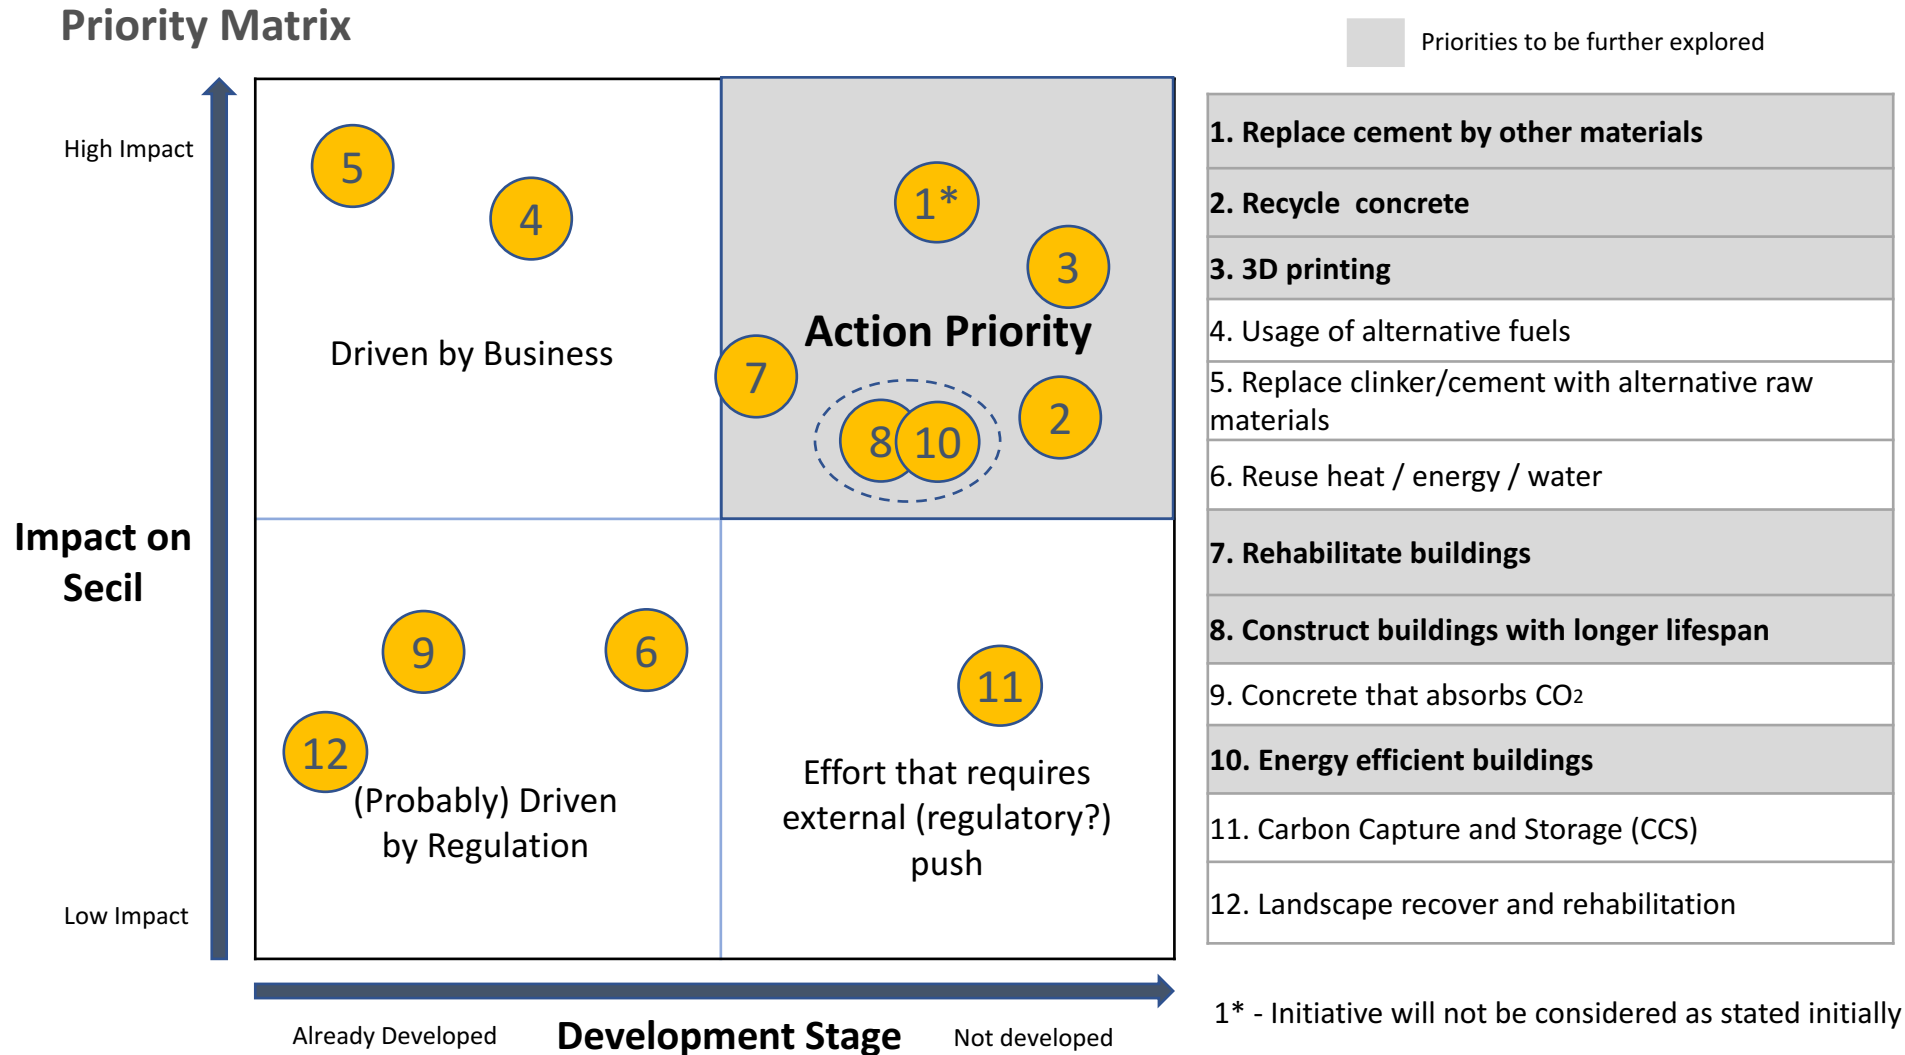 Priority Matrix
Priorities to be further explored
High Impact
Impact on
Secil
Low Impact
5
4
1*
3
Driven by Business
Action Priority
7
8
10
2
9
6
11
12
(Probably) Driven
by Regulation
Effort that requires
external (regulatory?)
push
Already Developed
Development Stage
Not developed
1. Replace cement by other materials
2. Recycle  concrete
3. 3D printing
4. Usage of alternative fuels
5. Replace clinker/cement with alternative raw
materials
6. Reuse heat / energy / water
7. Rehabilitate buildings
8. Construct buildings with longer lifespan
9. Concrete that absorbs CO2
10. Energy efficient buildings
11. Carbon Capture and Storage (CCS)
12. Landscape recover and rehabilitation
1* - Initiative will not be considered as stated initially